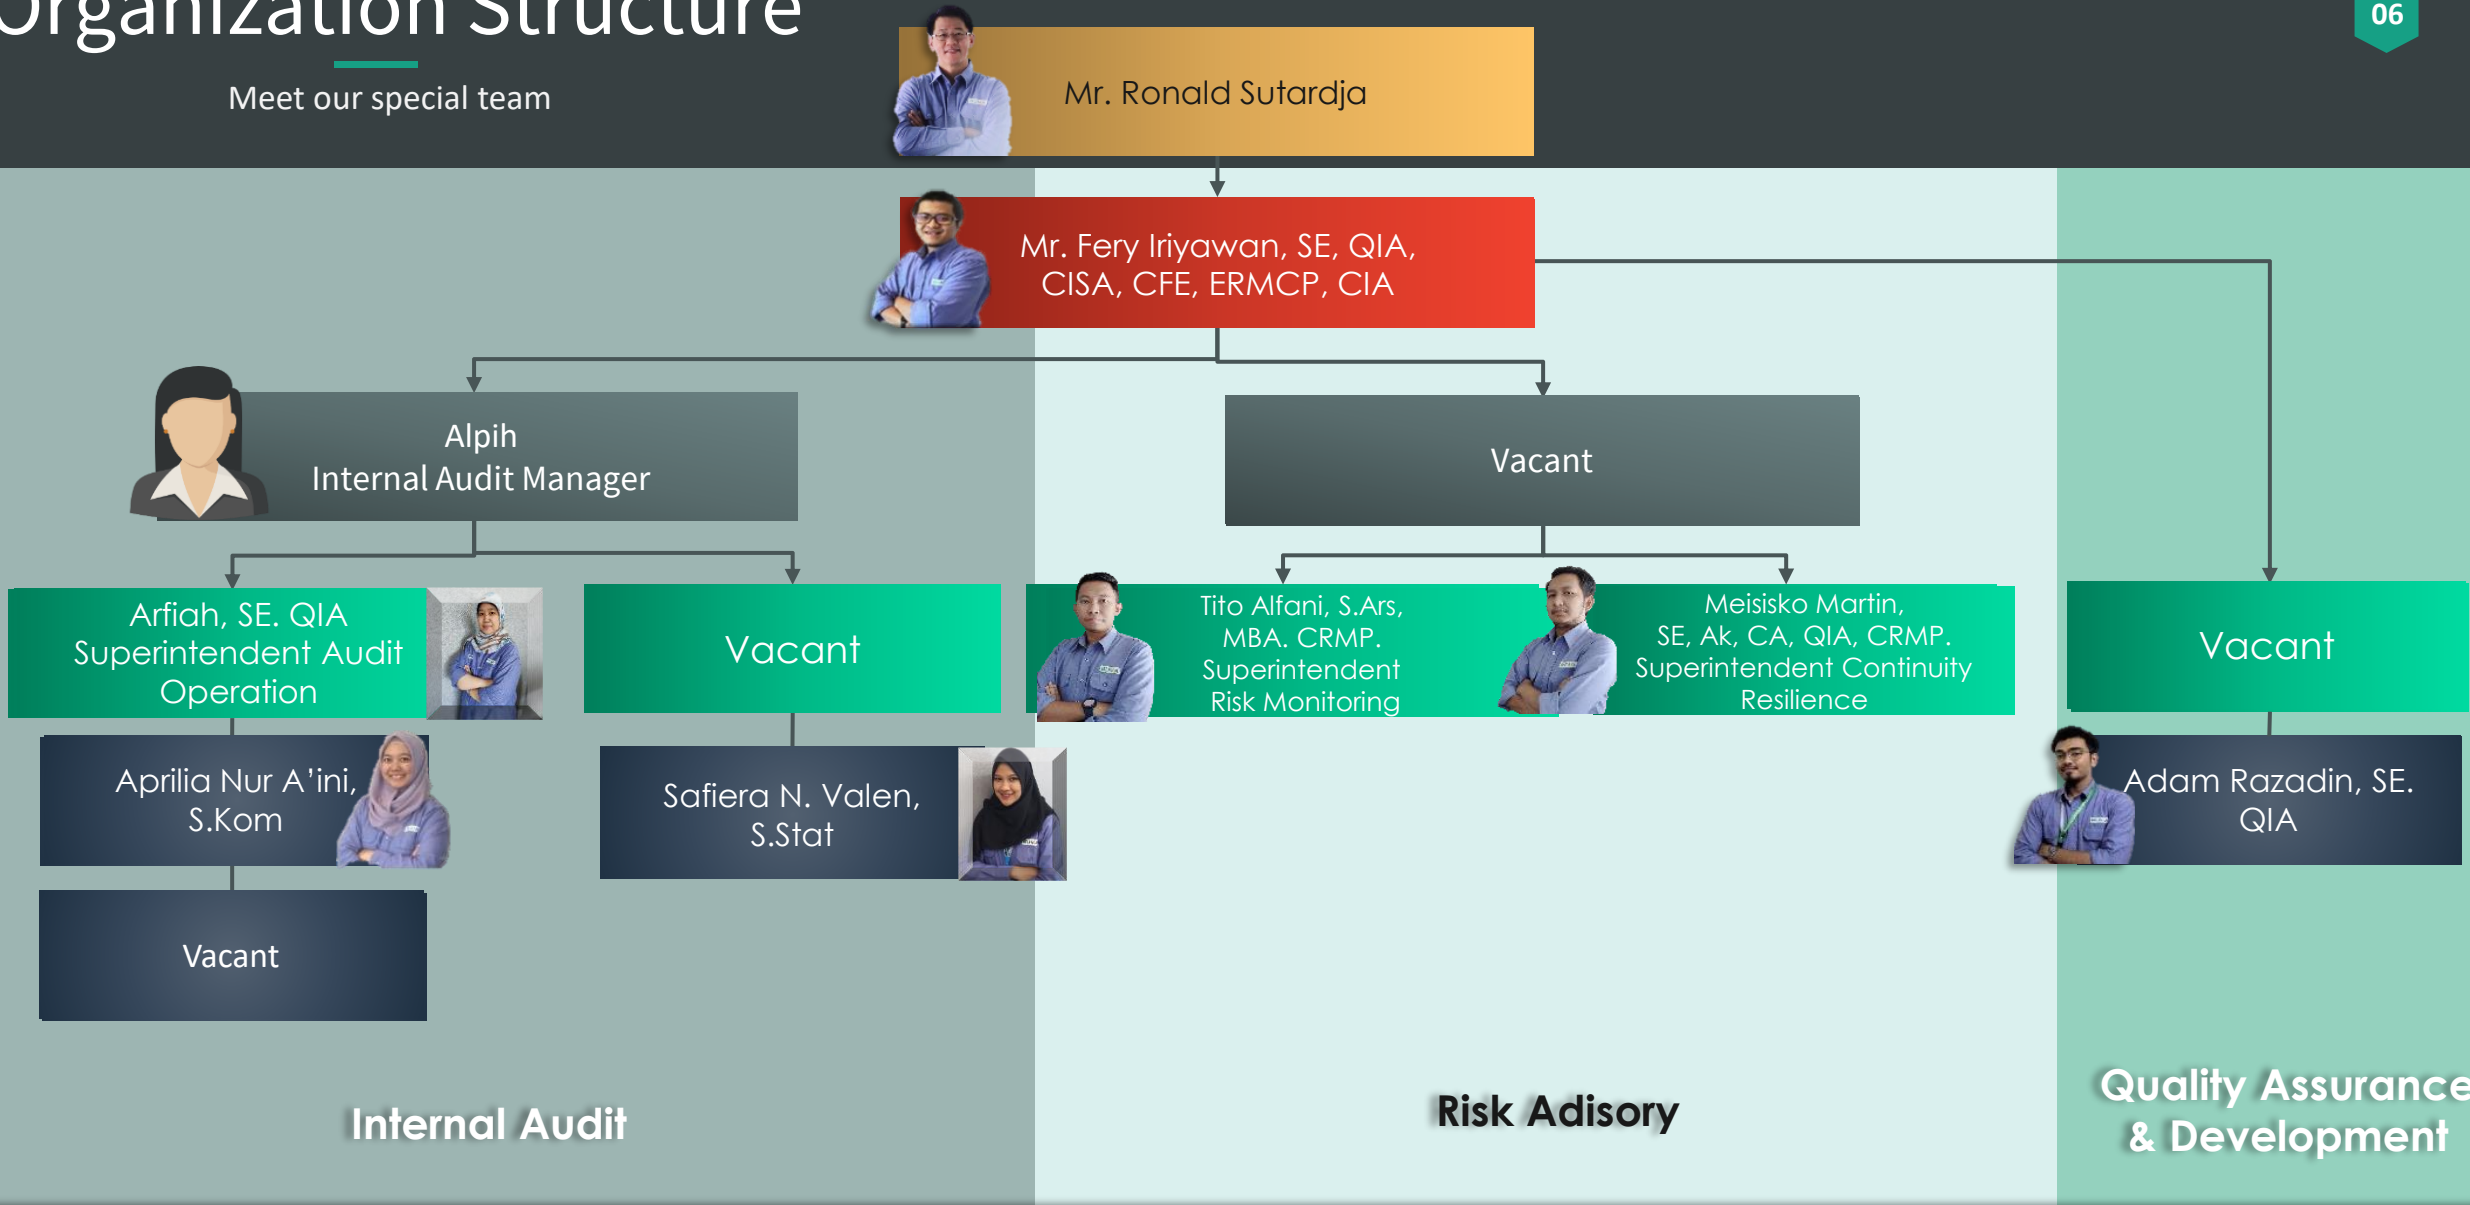 Organization Structure
06
Meet our special team
Mr. Ronald Sutardja
Mr. Fery Iriyawan, SE, QIA,
CISA, CFE, ERMCP, CIA
Alpih
Internal Audit Manager
Vacant
Arfiah, SE. QIA
Superintendent Audit
Operation
Vacant
Tito Alfani, S.Ars,
MBA. CRMP.
Superintendent
Risk Monitoring
Meisisko Martin,
SE, Ak, CA, QIA, CRMP.
Superintendent Continuity
Resilience
Vacant
Aprilia Nur A’ini,
S.Kom
Safiera N. Valen,
S.Stat
Adam Razadin, SE.
QIA
Vacant
Internal Audit
Risk Adisory
Quality Assurance
& Development